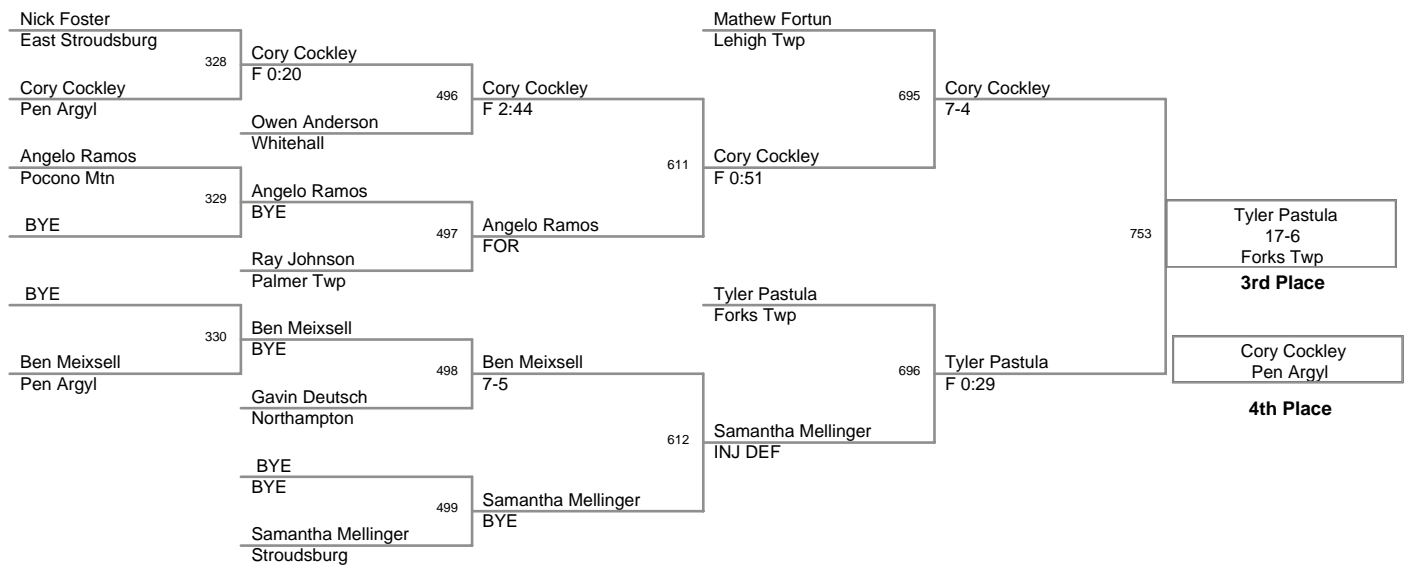 Nick Foster
East Stroudsburg
328
Cory Cockley
Pen Argyl
Angelo Ramos
Pocono Mtn
329
BYE
BYE
330
Ben Meixsell
Pen Argyl
Cory Cockley
F 0:20
496
Owen Anderson
Whitehall
Angelo Ramos
BYE
497
Ray Johnson
Palmer Twp
Ben Meixsell
BYE
498
Gavin Deutsch
Northampton
BYE
BYE
499
Samantha Mellinger
Stroudsburg
Cory Cockley
F 2:44
611
Angelo Ramos
FOR
Ben Meixsell
7-5
612
Samantha Mellinger
BYE
Mathew Fortun
Lehigh Twp
695
Cory Cockley
F 0:51
Tyler Pastula
Forks Twp
696
Samantha Mellinger
INJ DEF
Cory Cockley
7-4
753
Tyler Pastula
F 0:29
Tyler Pastula
17-6
Forks Twp
3rd Place
Cory Cockley
Pen Argyl
4th Place